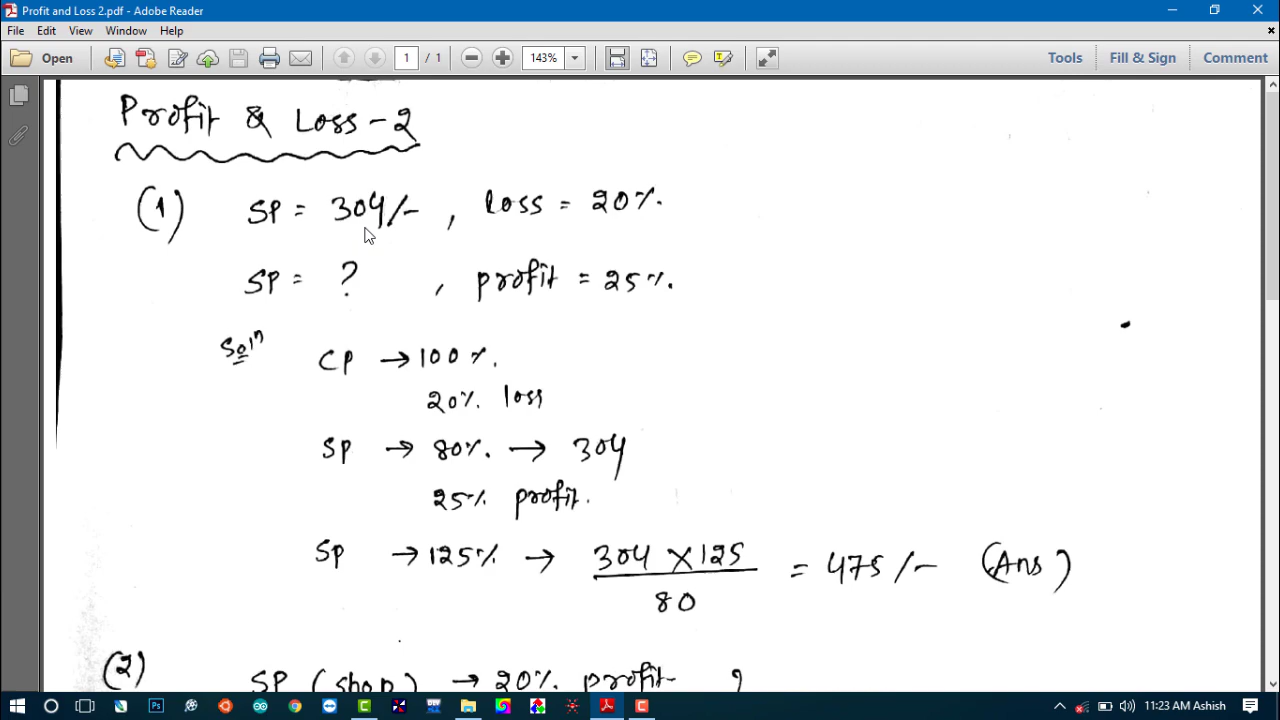 Profit and Loss 2.pdf - Adobe Reader
File Edit View Window Help
Open 1 / 1 143% Tools Fill & Sign Comment
Profit & Loss - 2
(1) SP = 304/- , Loss = 20%.
SP = ? , profit = 25%.
Solⁿ CP → 100%.
20% loss
SP → 80%. → 304
25% profit.
SP → 125% → 304 × 125
= 475/- (Ans)
80
(2) SP (shop) → 20% profit
11:23 AM Ashish